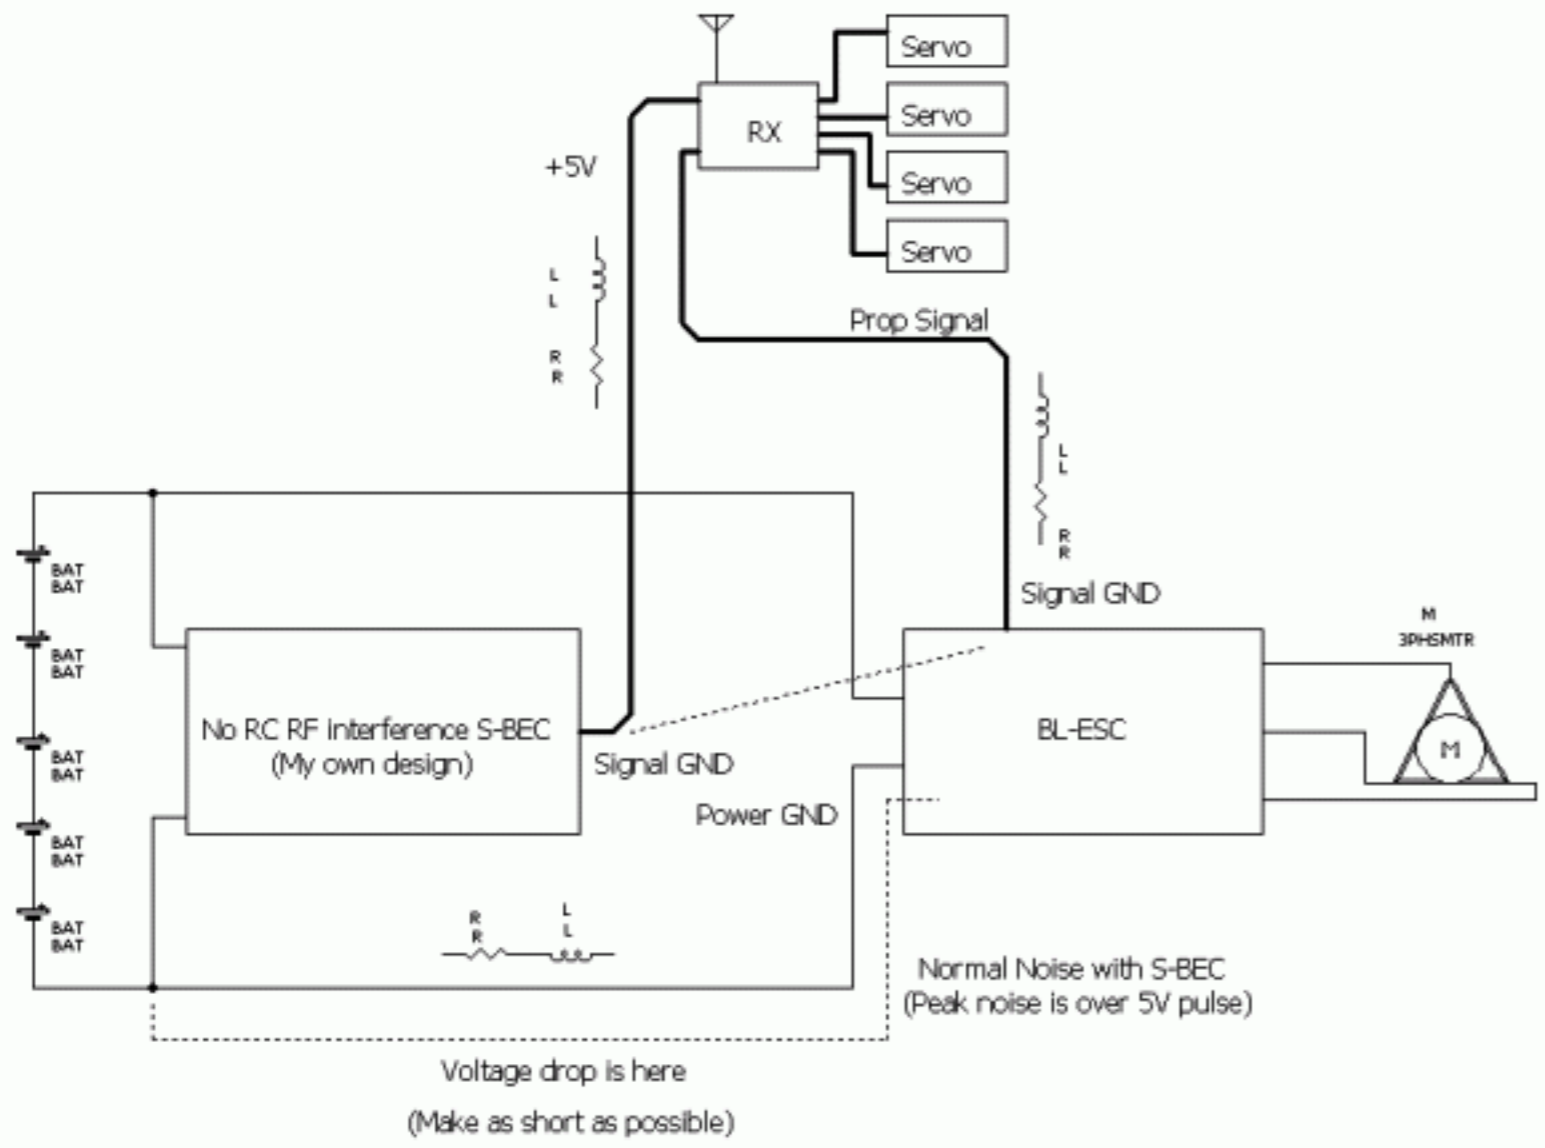 Servo
Servo
RX
+5V
Servo
Servo
L
L
Prop Signal
R
R
L
L
R
R
BAT
BAT
Signal GND
M
3PHSMTR
BAT
BAT
No RC RF interference S-BEC
(My own design)
BL-ESC
M
BAT
BAT
Signal GND
Power GND
BAT
BAT
R
R
L
L
BAT
BAT
Normal Noise with S-BEC
(Peak noise is over 5V pulse)
Voltage drop is here
(Make as short as possible)